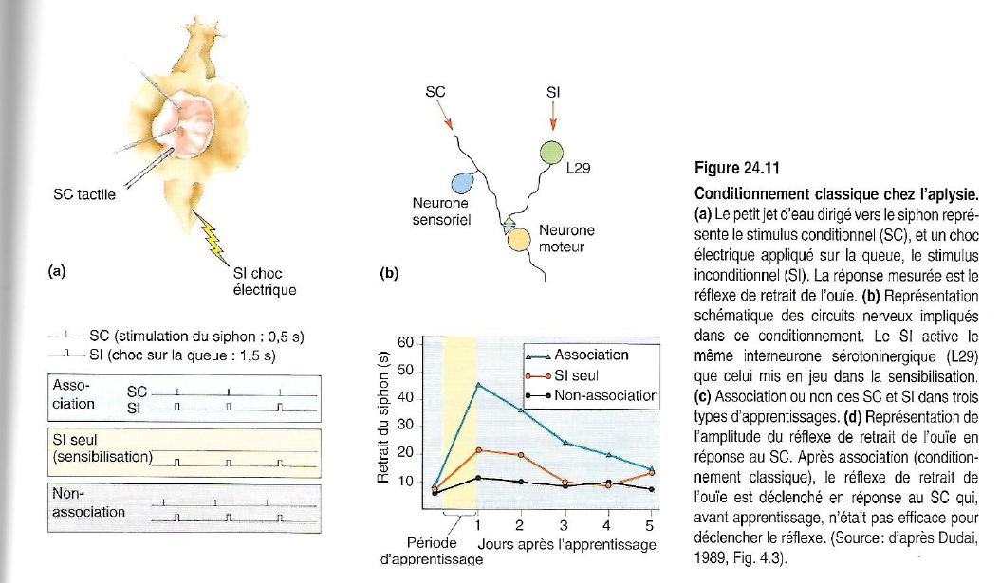 SC tactile
SI choc
électrique
(a)
SC
SI
L29
Neurone
sensoriel
Neurone
moteur
(b)
SC (stimulation du siphon : 0,5 s)
SI (choc sur la queue : 1,5 s)
Asso-
ciation
SC
SI
SI seul
(sensibilisation)
Non-
association
Retrait du siphon (s)
60
50
40
30
20
10
Association
SI seul
Non-association
1
2
3
4
5
Période
d'apprentissage
Jours après l'apprentissage
Figure 24.11
Conditionnement classique chez l'aplysie.
(a) Le petit jet d'eau dirigé vers le siphon repré-
sente le stimulus conditionnel (SC), et un choc
électrique appliqué sur la queue, le stimulus
inconditionnel (SI). La réponse mesurée est le
réflexe de retrait de l'ouïe. (b) Représentation
schématique des circuits nerveux impliqués
dans ce conditionnement. Le SI active le
même interneurone sérotoninergique (L29)
que celui mis en jeu dans la sensibilisation.
(c) Association ou non des SC et SI dans trois
types d'apprentissages. (d) Représentation de
l'amplitude du réflexe de retrait de l'ouïe en
réponse au SC. Après association (condition-
nement classique), le réflexe de retrait de
l'ouïe est déclenché en réponse au SC qui,
avant apprentissage, n'était pas efficace pour
déclencher le réflexe. (Source : d'après Dudai,
1989, Fig. 4.3).